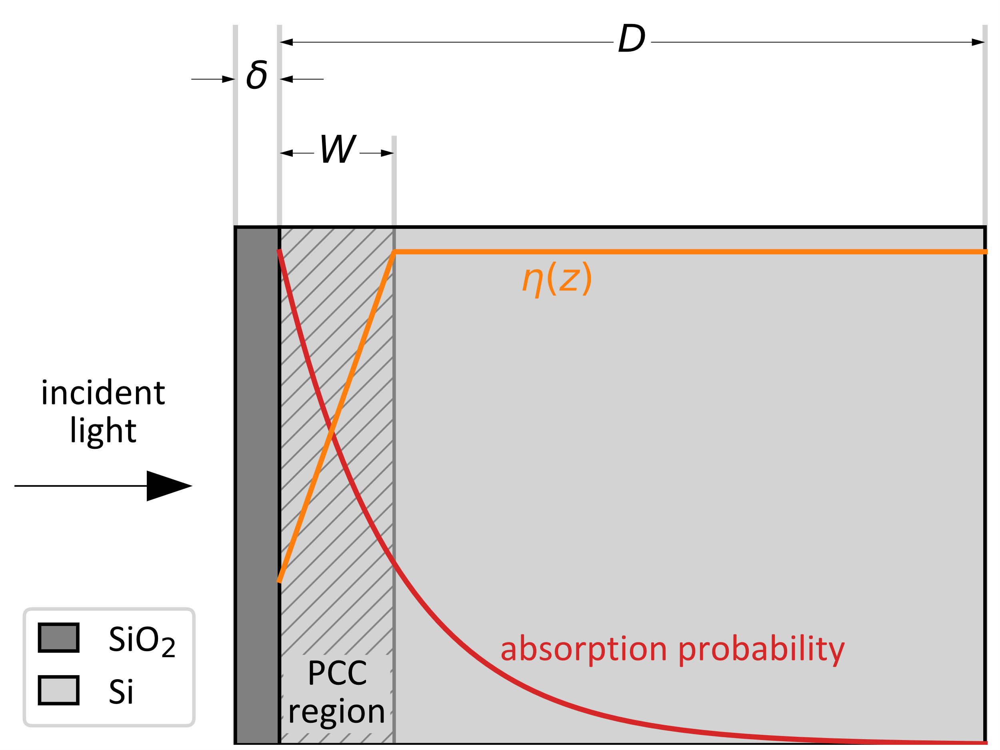 D
δ
W
η(z)
incident
light
absorption probability
SiO₂
Si
PCC
region